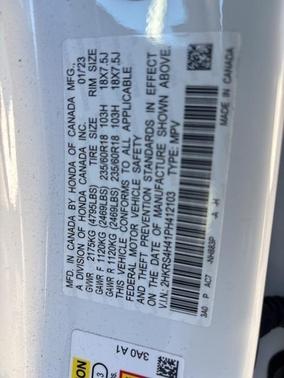 MFD. IN CANADA BY HONDA OF CANADA MFG.,
A DIVISION OF HONDA CANADA INC. 01/23
GVWR 2175KG (4795LBS) TIRE SIZE RIM SIZE
GAWR F 1120KG (2469LBS) 235/60R18 103H 18X7.5J
GAWR R 1120KG (2469LBS) 235/60R18 103H 18X7.5J
THIS VEHICLE CONFORMS TO ALL APPLICABLE
FEDERAL MOTOR VEHICLE SAFETY
AND THEFT PREVENTION STANDARDS IN EFFECT
ON THE DATE OF MANUFACTURE SHOWN ABOVE.
V.I.N. 2HKRS4H41PH412103 TYPE: MPV
3A0 P AC7 NH883P A H
MADE IN CANADA
3A0 A1